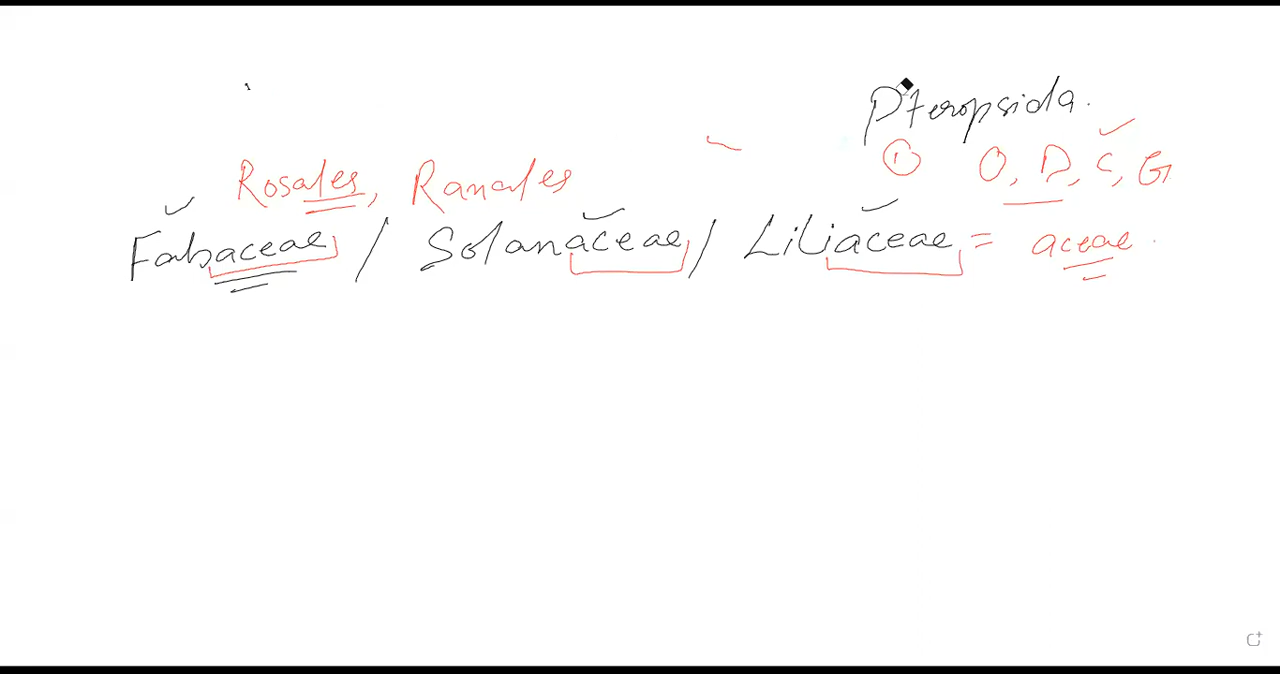 Pteropsida.
① O, D, C, G
Rosales, Ranales
Fabaceae / Solanaceae / Liliaceae = aceae.